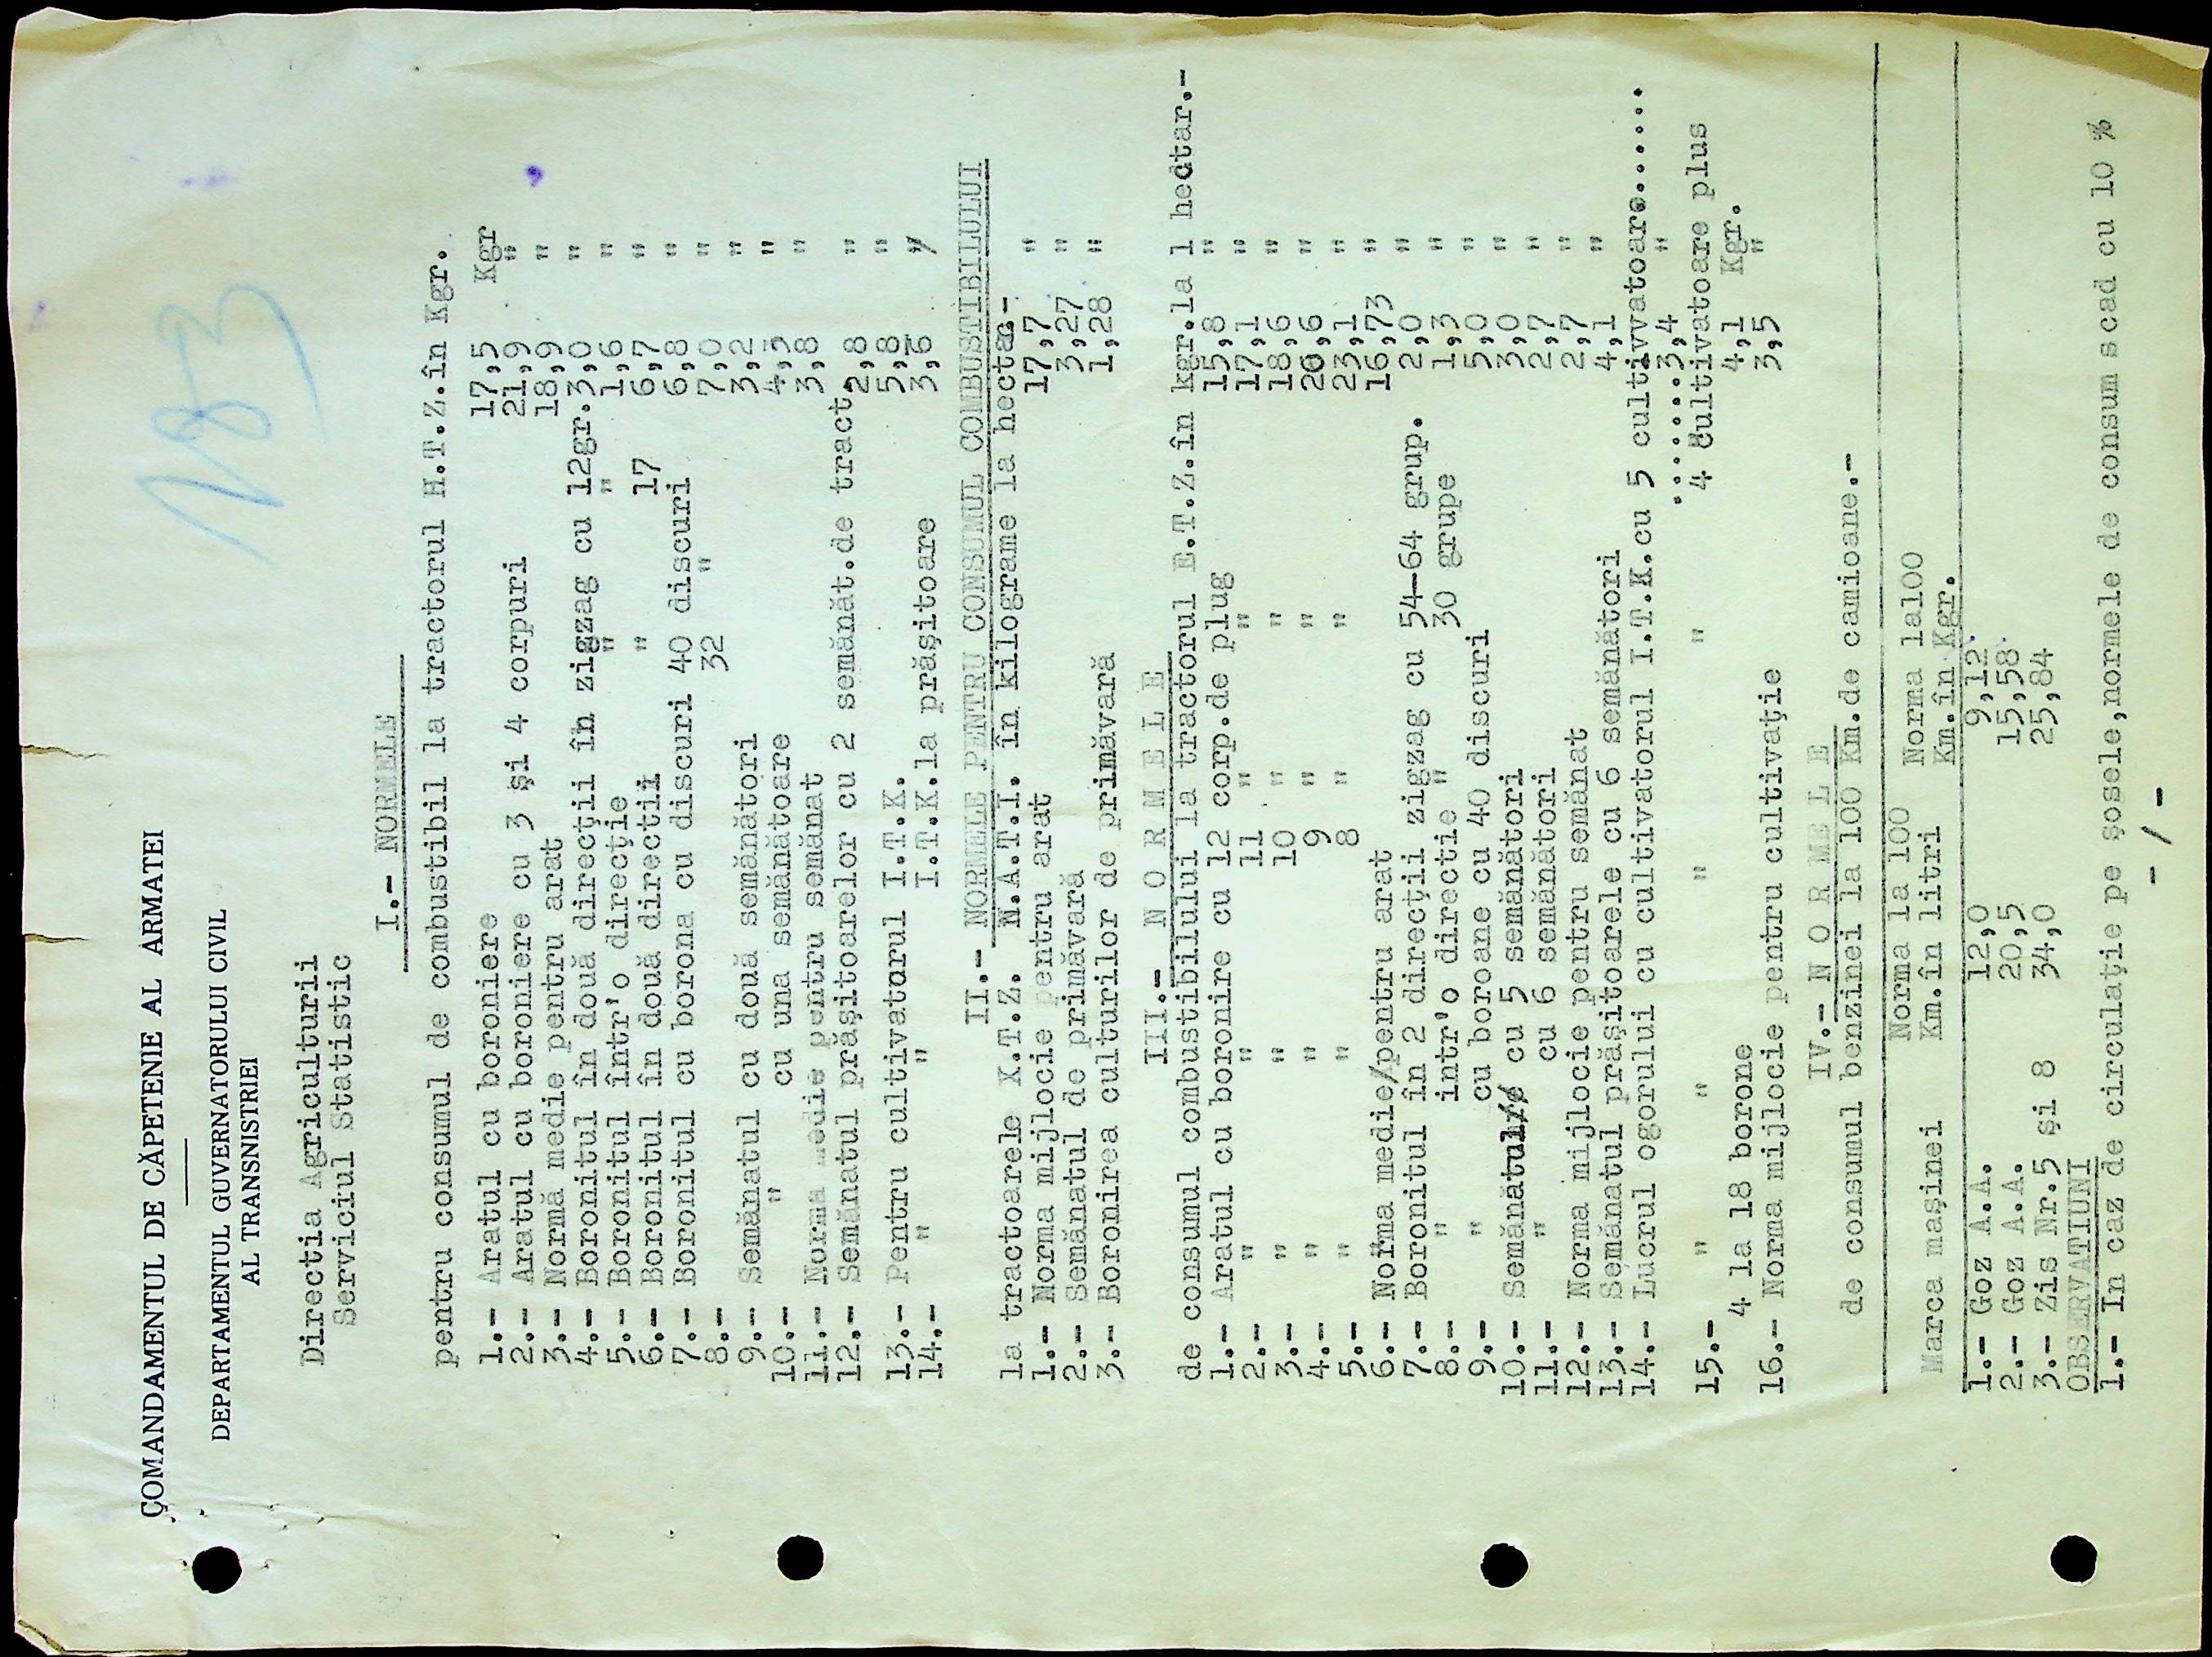 183
COMANDAMENTUL DE CĂPETENIE AL ARMATEI
DEPARTAMENTUL GUVERNATORULUI CIVIL
AL TRANSNISTRIEI
Directia Agriculturii
Serviciul Statistic
I.- NORMELE
pentru consumul de combustibil la tractorul H.T.Z.în Kgr.
1.- Aratul cu boroniere 17,5 Kgr
2.- Aratul cu boroniere cu 3 şi 4 corpuri 21,9 "
3.- Normă medie pentru arat 18,9 "
4.- Boronitul în două direcţii în zigzag cu 12gr. 3,0 "
5.- Boronitul într'o direcţie " " 1,6 "
6.- Boronitul în două directii " 17 6,7 "
7.- Boronitul cu borona cu discuri 40 discuri 6,8 "
8.- 32 " 7,0 "
9.- Semănatul cu două semănători 3,2 "
10.- " cu una semănătoare 4,5 "
11.- Norma medie pentru semănat 3,8 "
12.- Semănatul prăşitoarelor cu 2 semănăt.de tract. 2,8 "
13.- Pentru cultivatorul I.T.K. 5,8 "
14.- " " I.T.K.la prăşitoare 3,6 "
II.- NORMELE PENTRU CONSUMUL COMBUSTIBILULUI
la tractoarele X.T.Z. N.A.T.I. în kilograme la hectar.-
1.- Norma mijlocie pentru arat 17,7 "
2.- Semănatul de primăvară 3,27 "
3.- Boronirea culturilor de primăvară 1,28 "
III.- N O R M E L E
de consumul combustibilului la tractorul E.T.Z.în kgr.la 1 hectar.-
1.- Aratul cu boronire cu 12 corp.de plug 15,8 "
2.- " " 11 " " 17,1 "
3.- " " 10 " " 18,6 "
4.- " " 9 " " 20,6 "
5.- " " 8 " " 23,1 "
6.- Norma medie/pentru arat 16,73 "
7.- Boronitul în 2 direcţii zigzag cu 54-64 grup. 2,0 "
8.- " intr'o directie " 30 grupe 1,3 "
9.- " cu boroane cu 40 discuri 5,0 "
10.- Semănatul cu 5 semănători 3,0 "
11.- " cu 6 semănători 2,7 "
12.- Norma mijlocie pentru semănat 2,7 "
13.- Semănatul prăşitoarele cu 6 semănători 4,1 "
14.- Lucrul ogorului cu cultivatorul I.T.K.cu 5 cultivvatoare.......
........3,4 "
15.- " " " " 4 cultivatoare plus
4 la 18 borone 4,1 Kgr.
16.- Norma mijlocie pentru cultivaţie 3,5 "
IV.- N O R M E L E
de consumul benzinei la 100 Km.de camioane.-
Marca maşinei Norma la 100 Norma la100
Km.în litri Km.în Kgr.
1.- Goz A.A. 12,0 9,12.
2.- Goz A.A. 20,5 15,58
3.- Zis Nr.5 şi 8 34,0 25,84
OBSERVATIUNI
1.- In caz de circulaţie pe şosele,normele de consum scad cu 10 %
- / -